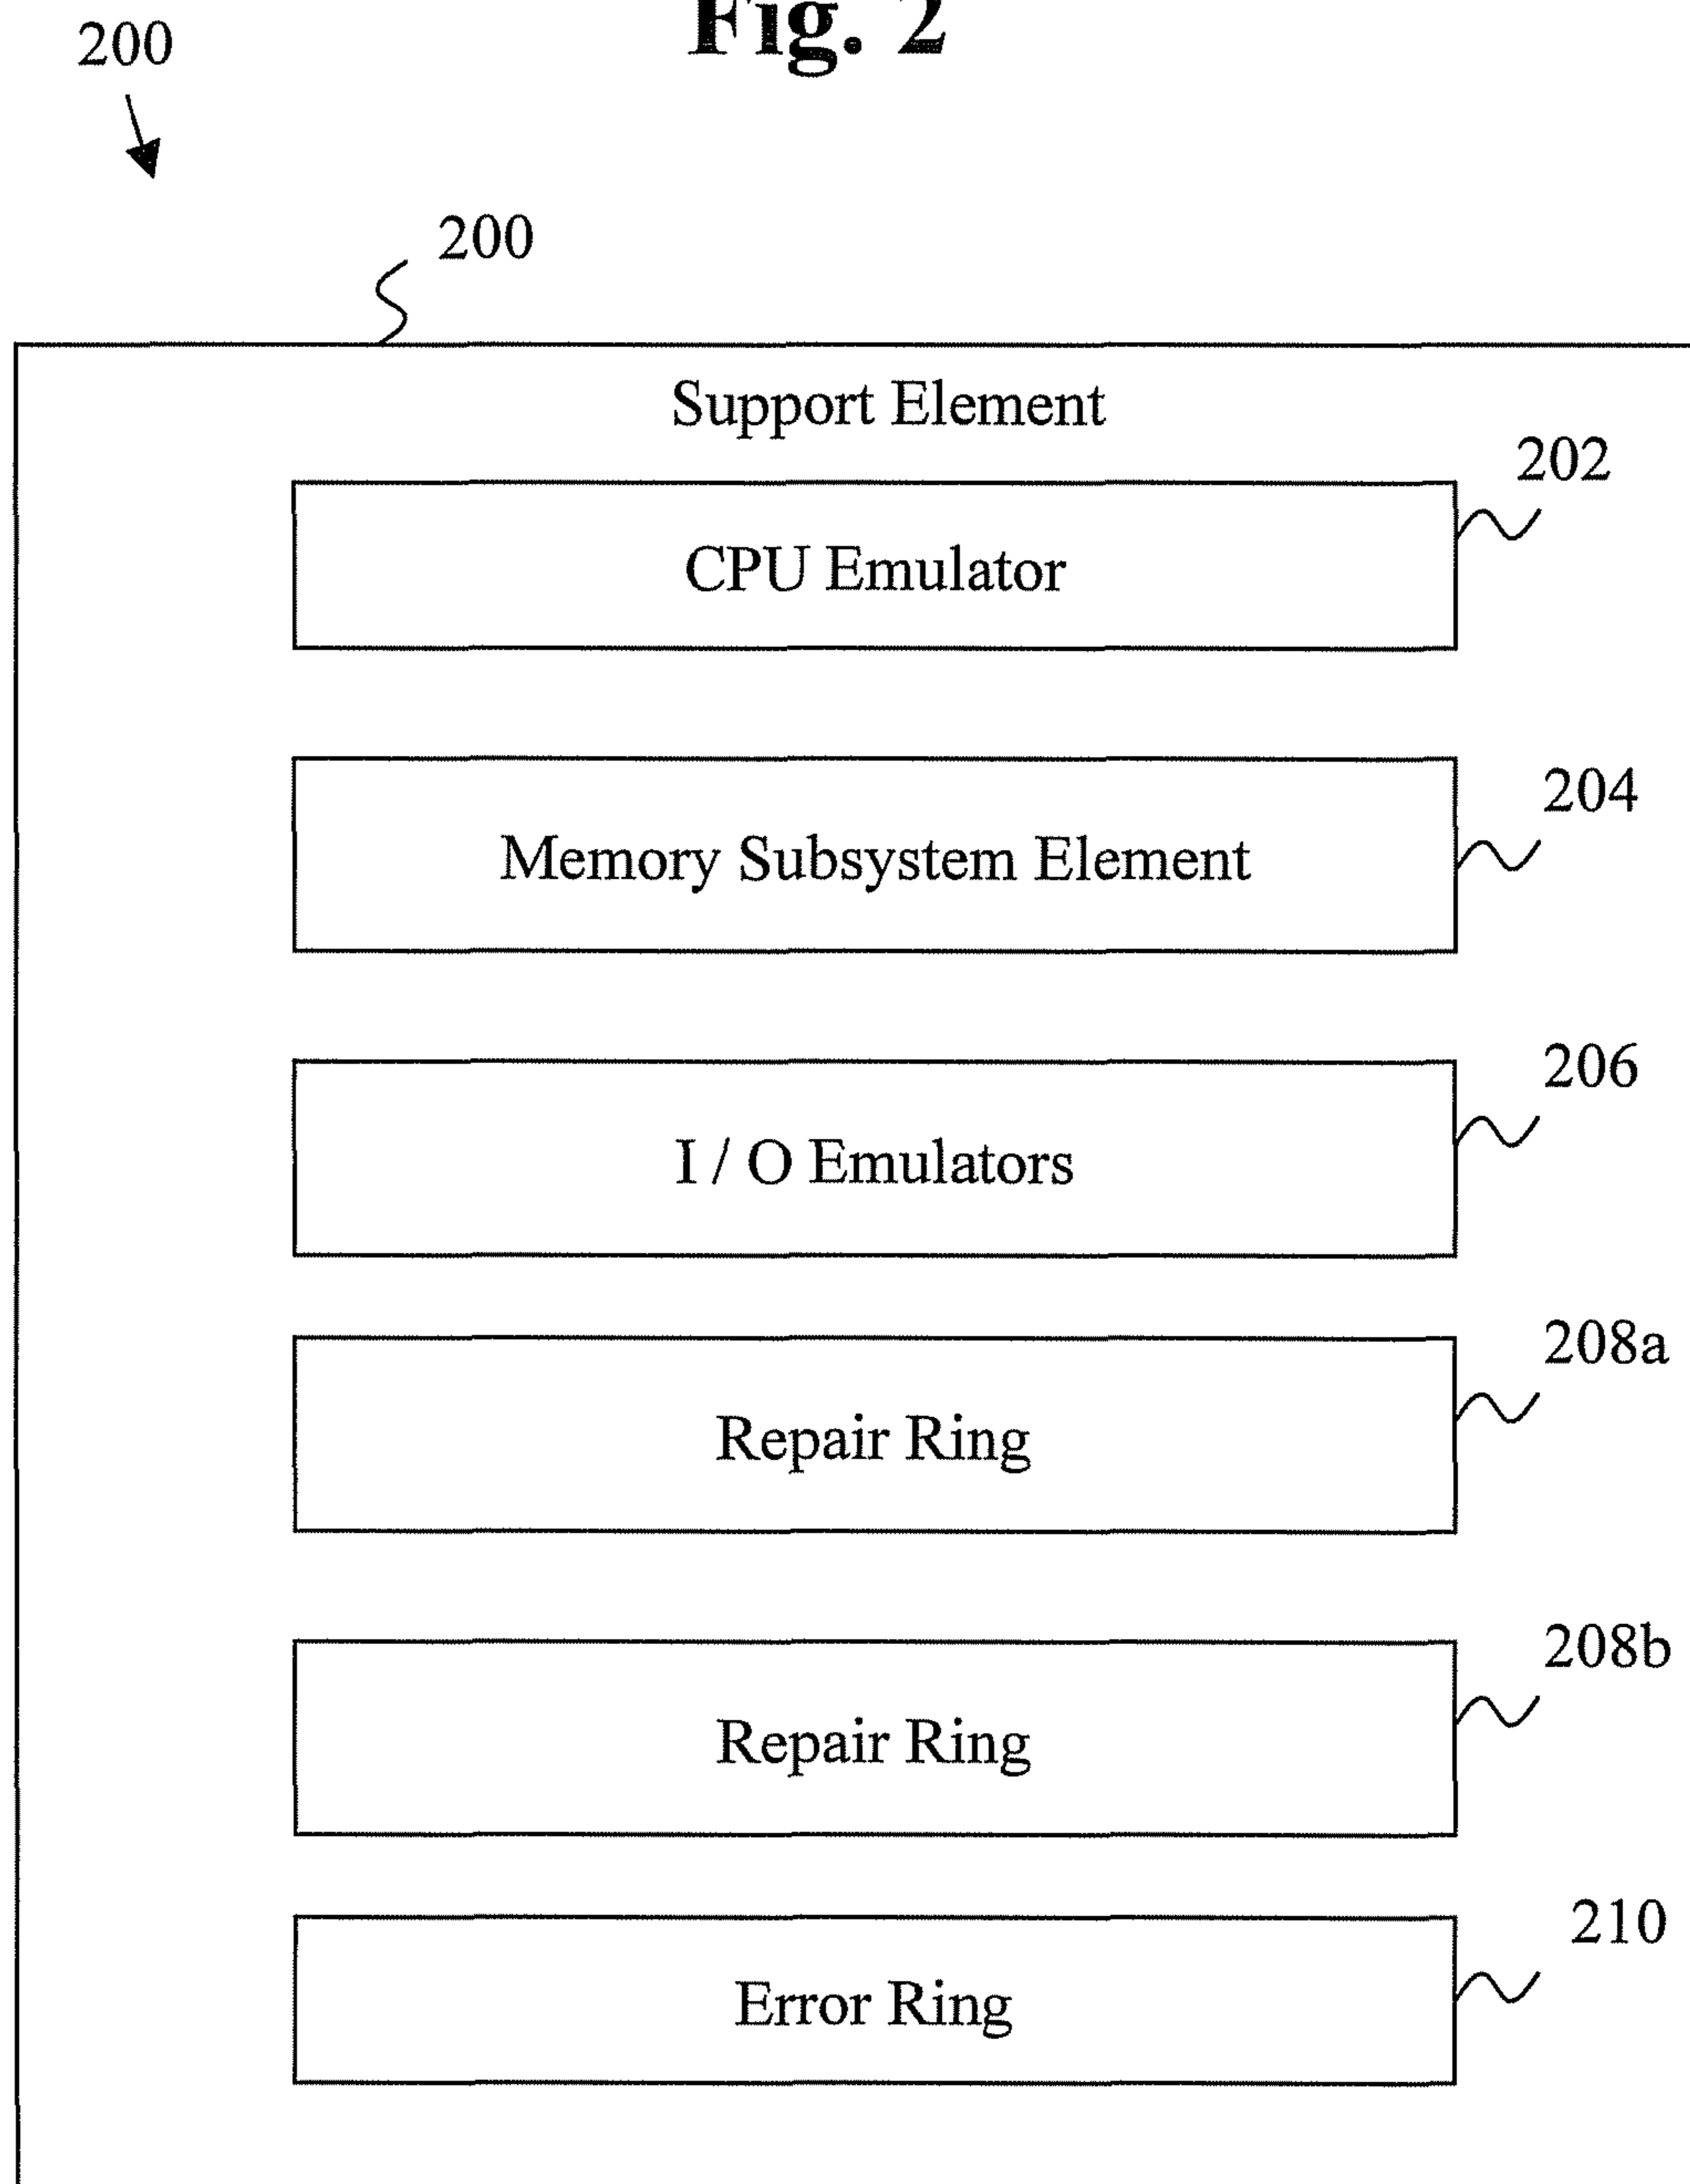 Fig. 2
200
200
Support Element
202
CPU Emulator
204
Memory Subsystem Element
206
I / O Emulators
208a
Repair Ring
208b
Repair Ring
210
Error Ring